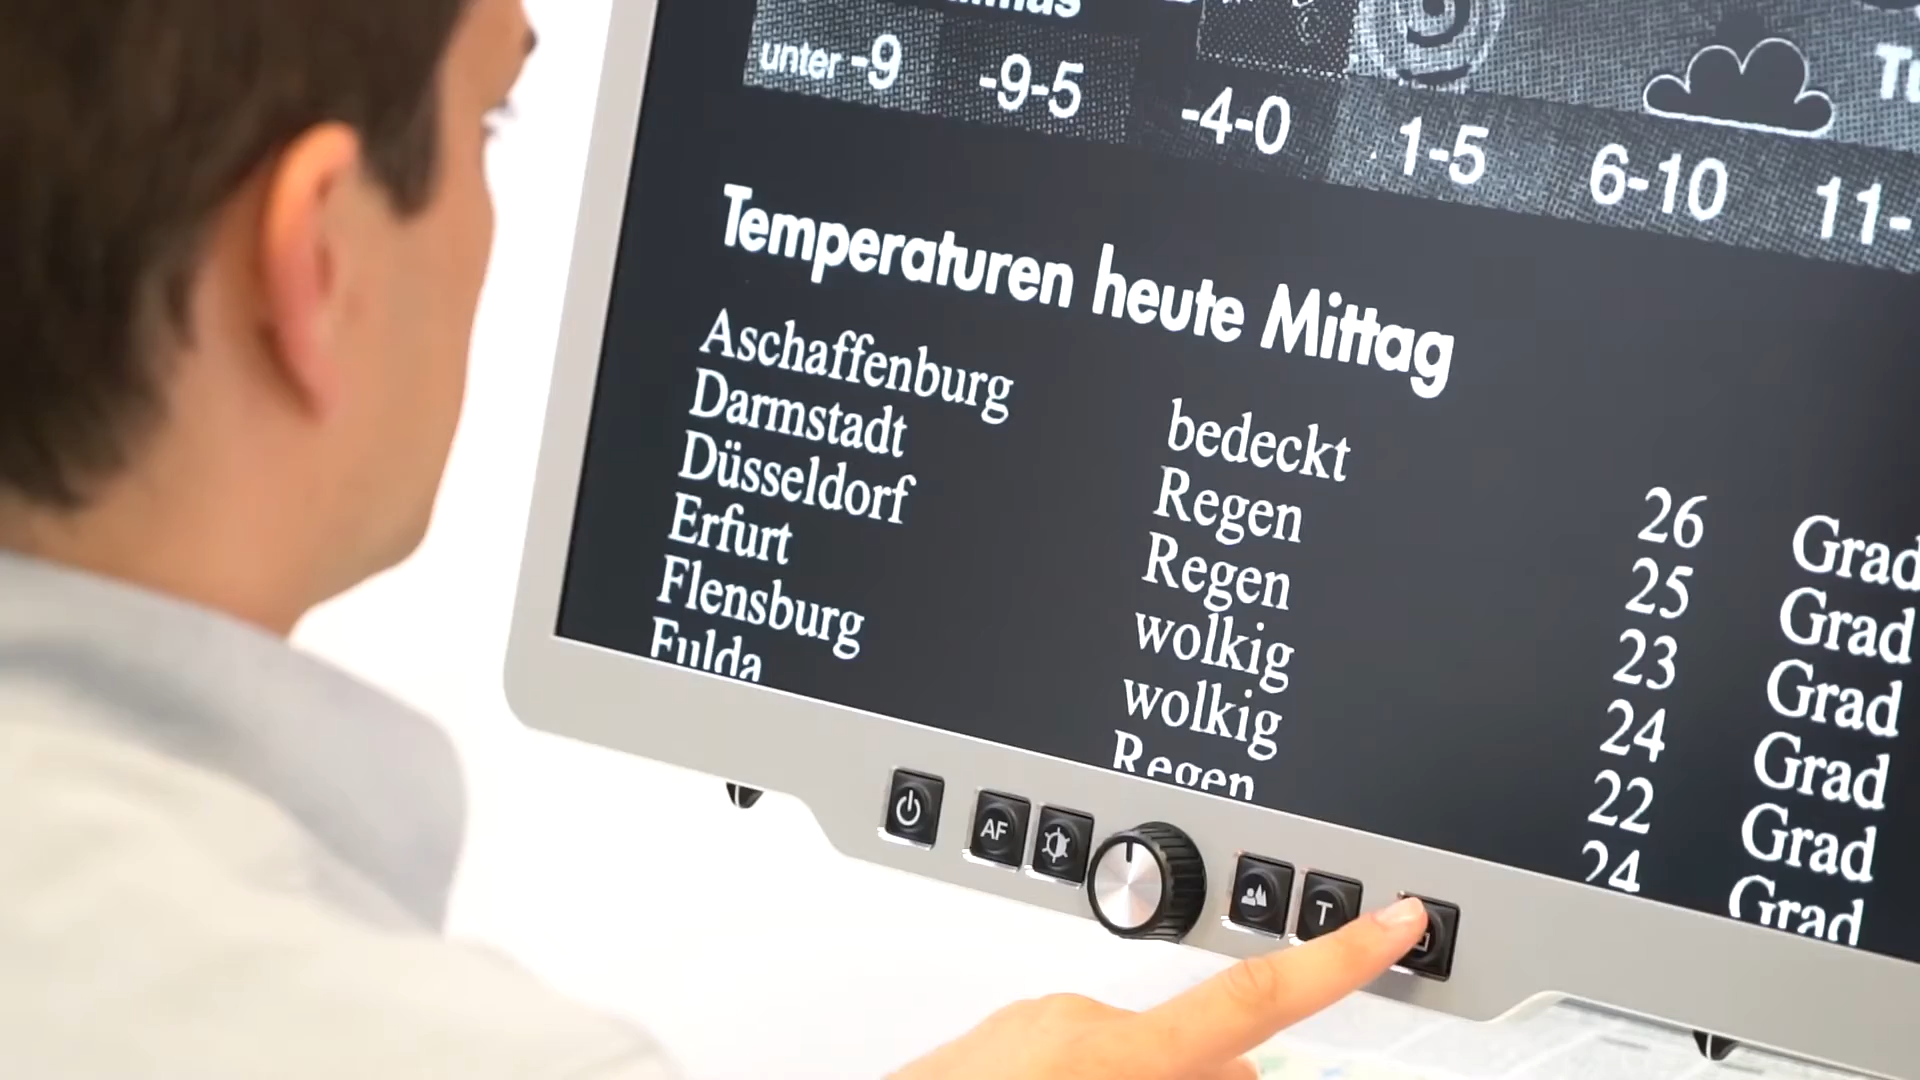 unter -9 -9-5 -4-0 1-5 6-10 11-
Temperaturen heute Mittag
Aschaffenburg bedeckt 26 Grad
Darmstadt Regen 25 Grad
Düsseldorf Regen 23 Grad
Erfurt wolkig 24 Grad
Flensburg wolkig 22 Grad
Fulda Regen 24 Grad
AF
T